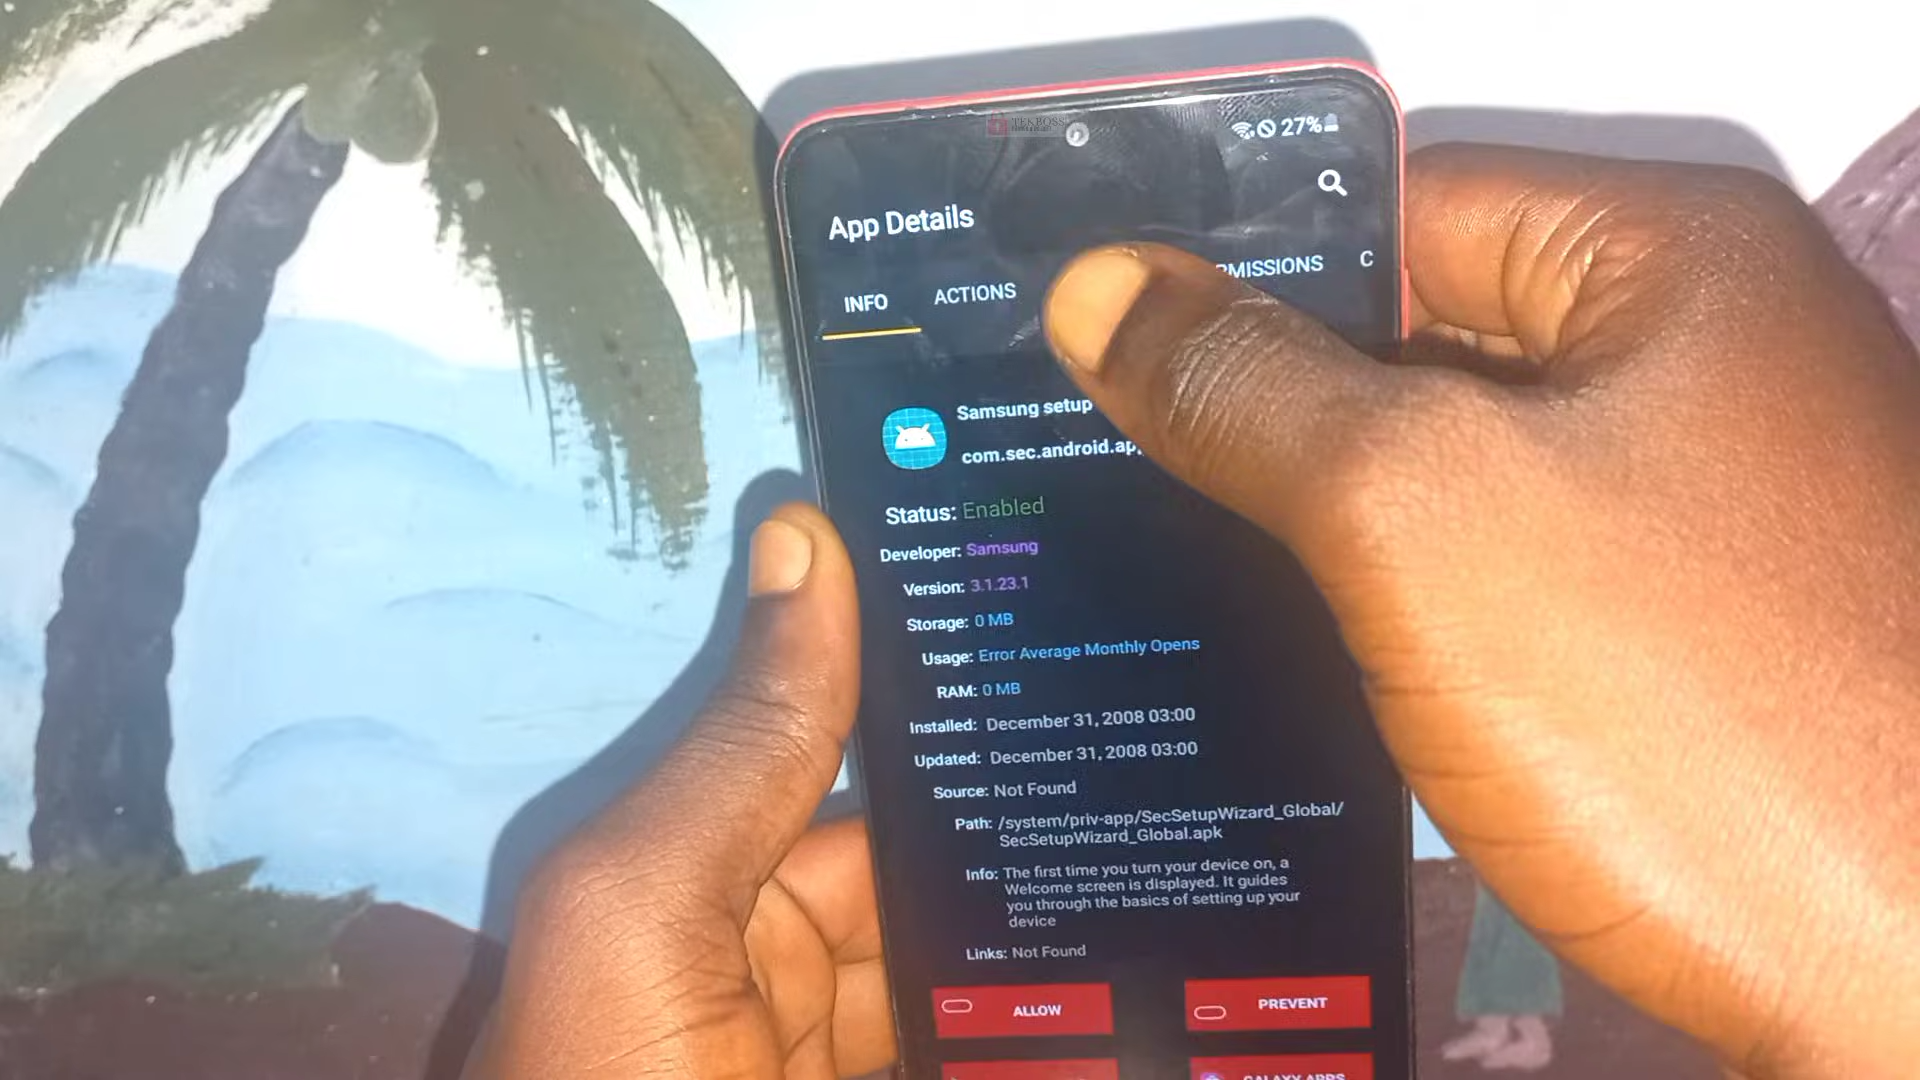 TEKBOSS
27%
App Details
INFO ACTIONS RMISSIONS C
Samsung setup
com.sec.android.ap
Status: Enabled
Developer: Samsung
Version: 3.1.23.1
Storage: 0 MB
Usage: Error Average Monthly Opens
RAM: 0 MB
Installed: December 31, 2008 03:00
Updated: December 31, 2008 03:00
Source: Not Found
Path: /system/priv-app/SecSetupWizard_Global/
SecSetupWizard_Global.apk
Info: The first time you turn your device on, a
Welcome screen is displayed. It guides
you through the basics of setting up your
device
Links: Not Found
ALLOW PREVENT
GALAXY APPS